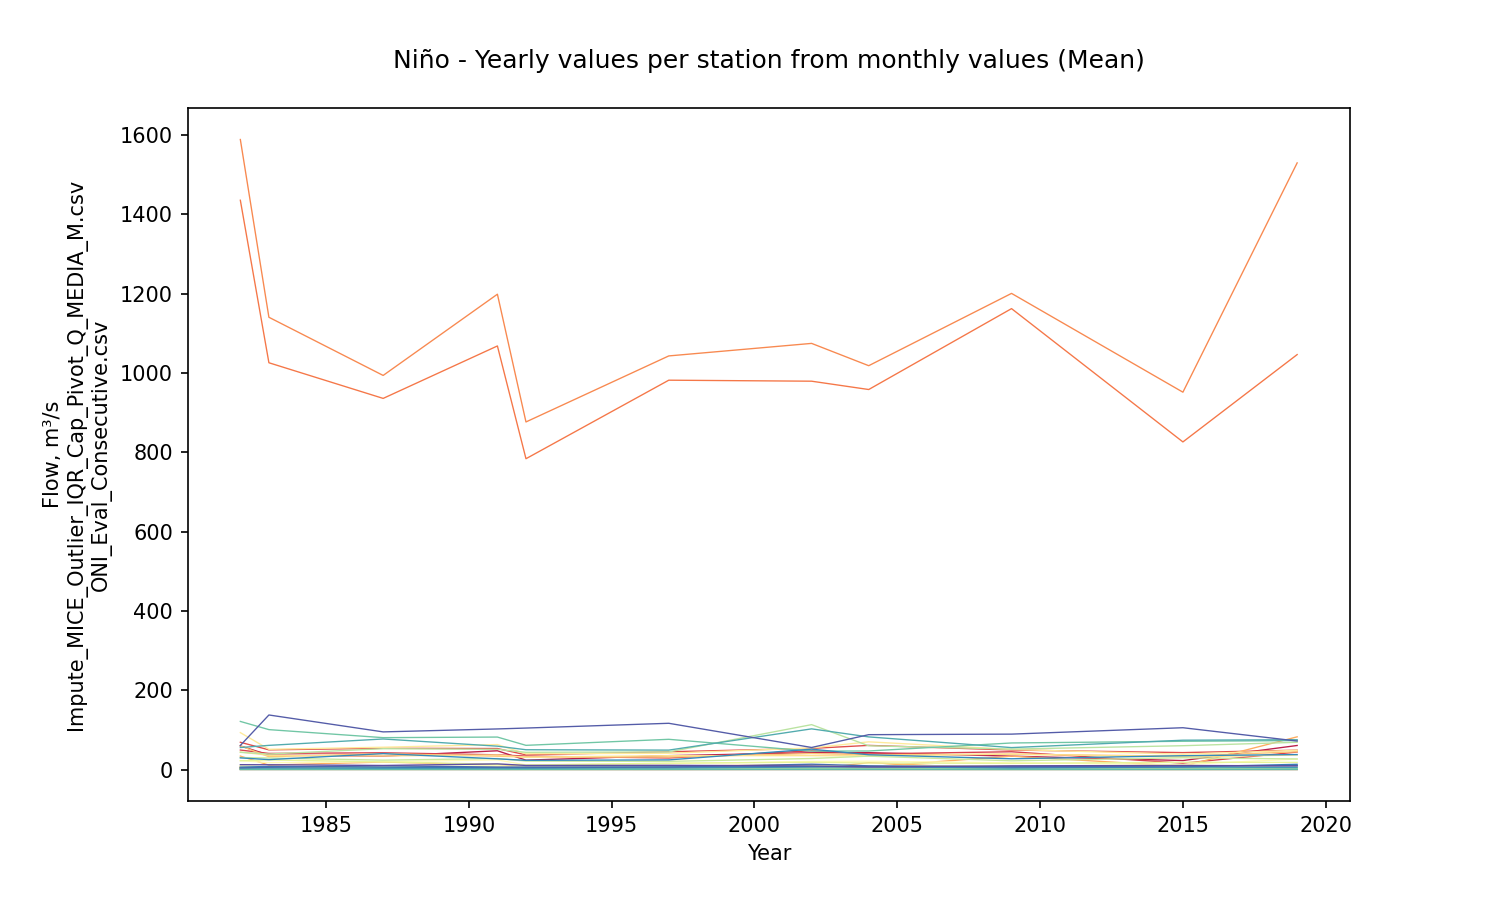 Niño - Yearly values per station from monthly values (Mean)
Flow, m³/s
Impute_MICE_Outlier_IQR_Cap_Pivot_Q_MEDIA_M.csv
ONI_Eval_Consecutive.csv
1600
1400
1200
1000
800
600
400
200
0
1985 1990 1995 2000 2005 2010 2015 2020
Year